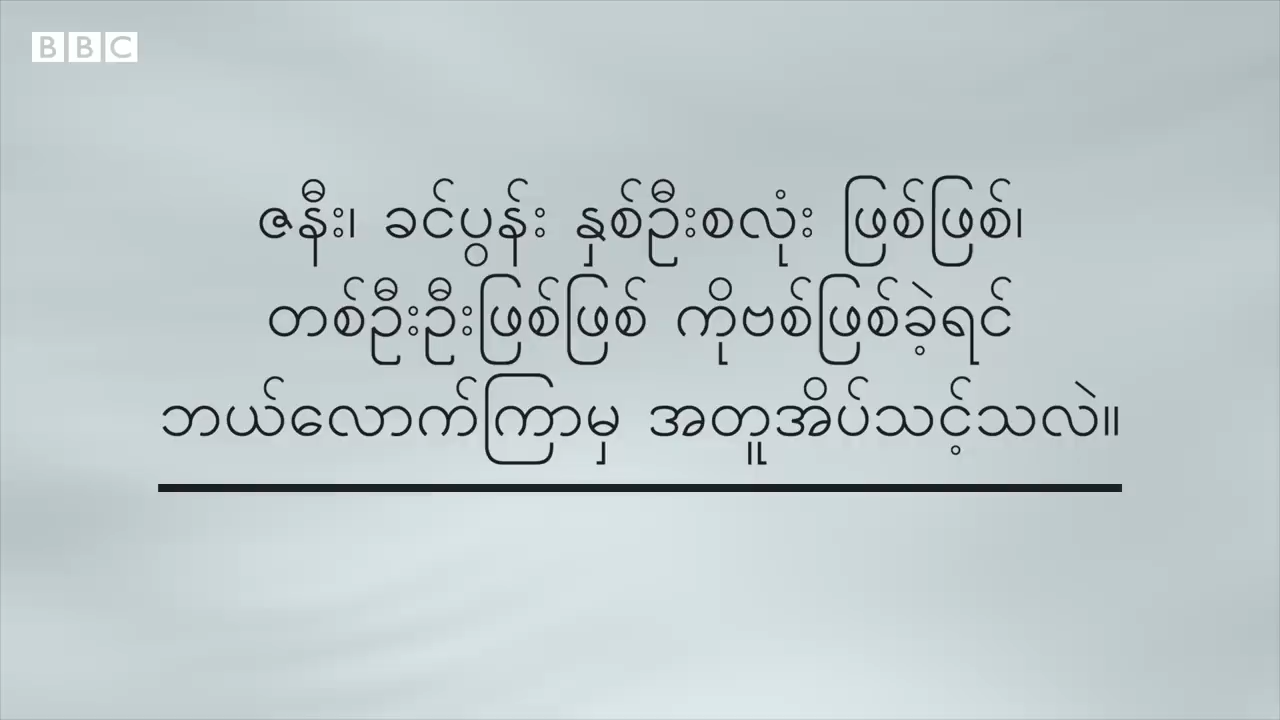 BBC
ဇနီး၊ ခင်ပွန်း နှစ်ဦးစလုံး ဖြစ်ဖြစ်၊
တစ်ဦးဦးဖြစ်ဖြစ် ကိုဗစ်ဖြစ်ခဲ့ရင်
ဘယ်လောက်ကြာမှ အတူအိပ်သင့်သလဲ။